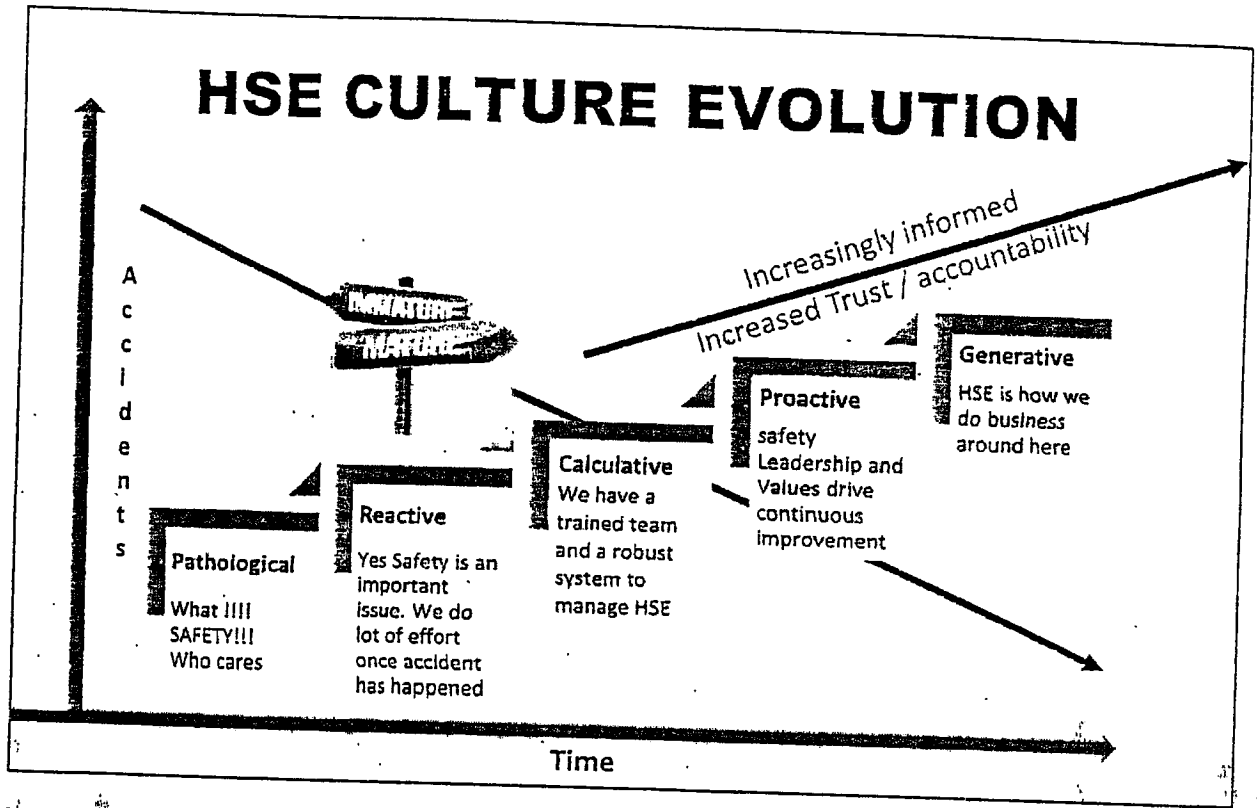 HSE CULTURE EVOLUTION
Accidents
IMMATURE
MATURE
Increasingly informed
Increased Trust / accountability
Pathological
What !!!!
SAFETY!!!
Who cares
Reactive
Yes Safety is an
important
issue. We do
lot of effort
once accident
has happened
Calculative
We have a
trained team
and a robust
system to
manage HSE
Proactive
safety
Leadership and
Values drive
continuous
improvement
Generative
HSE is how we
do business
around here
Time